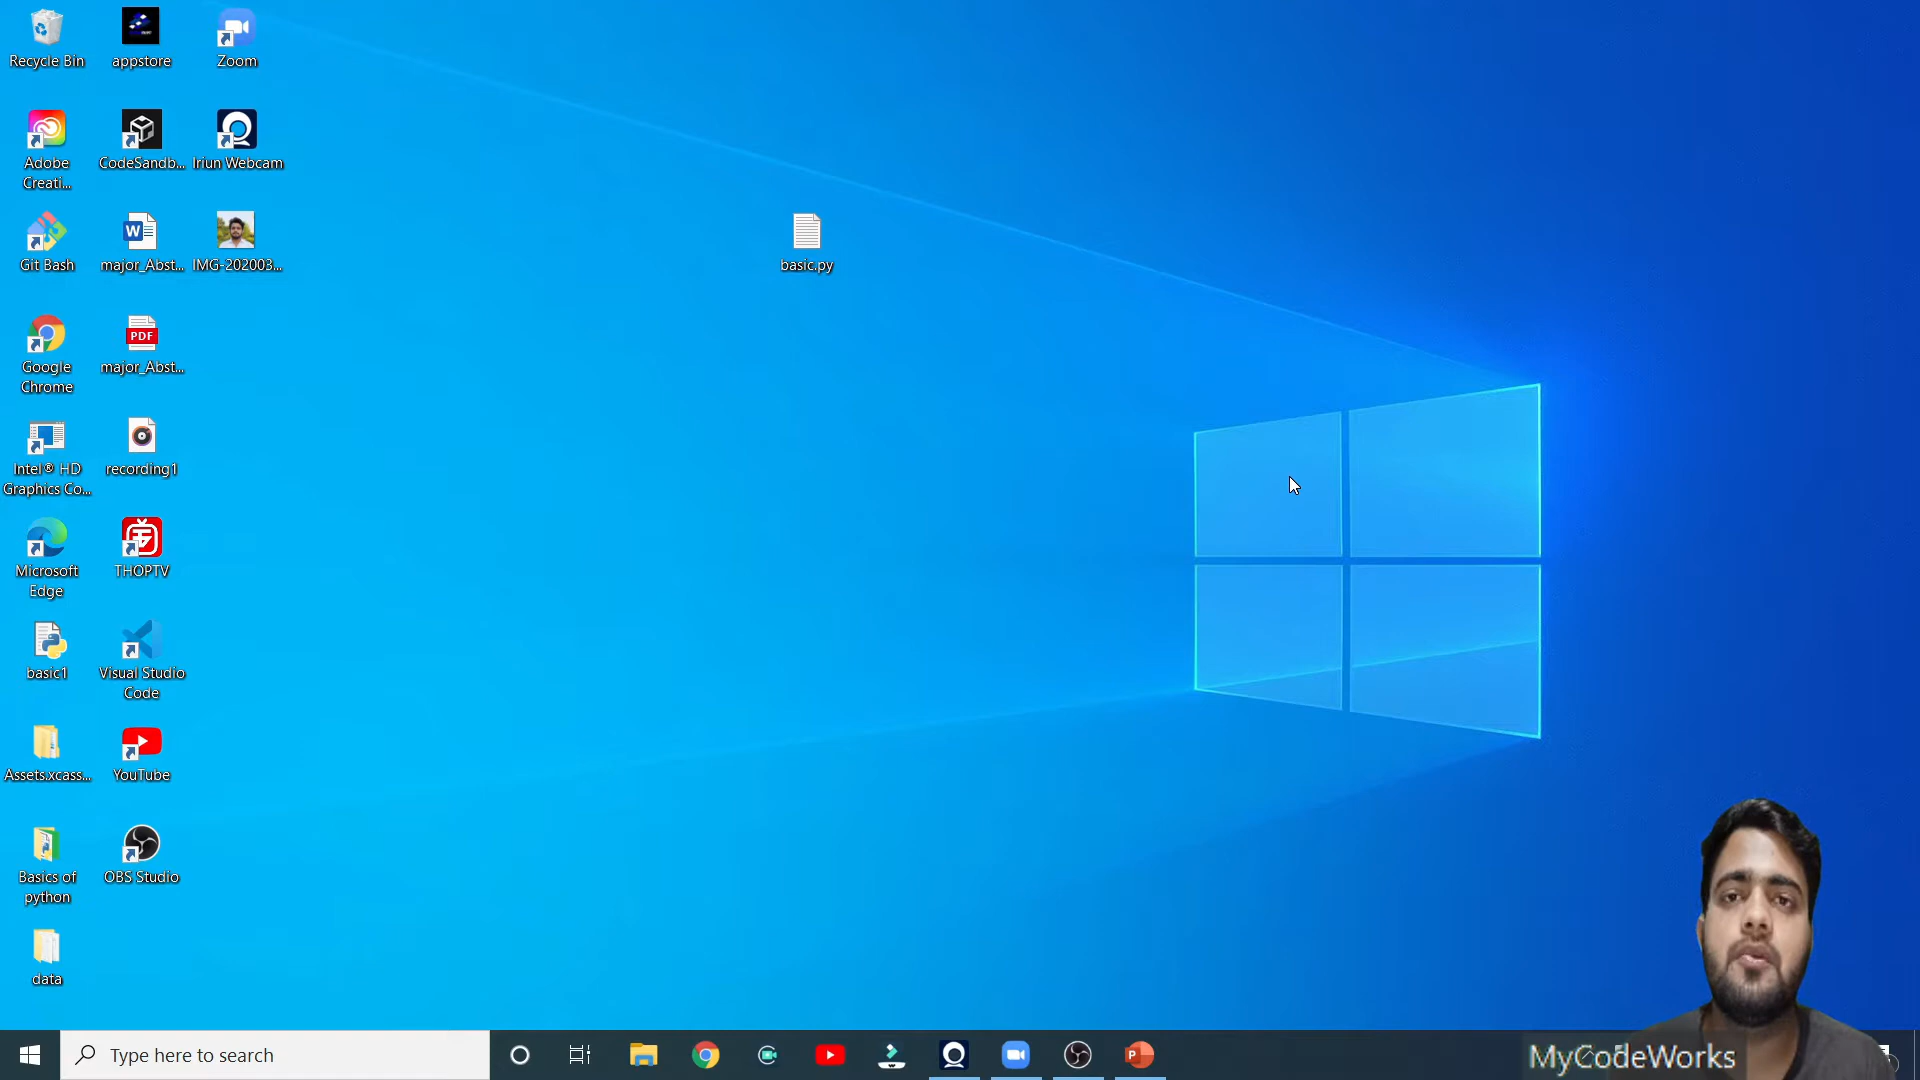 Recycle Bin
appstore
Zoom
Adobe
Creati...
CodeSandb...
Iriun Webcam
Git Bash
W
major_Abst...
IMG-202003...
basic.py
Google
Chrome
PDF
major_Abst...
Intel® HD
Graphics Co...
recording1
Microsoft
Edge
THOPTV
basic1
Visual Studio
Code
Assets.xcass...
YouTube
Basics of
python
OBS Studio
data
Type here to search
P
MyCodeWorks